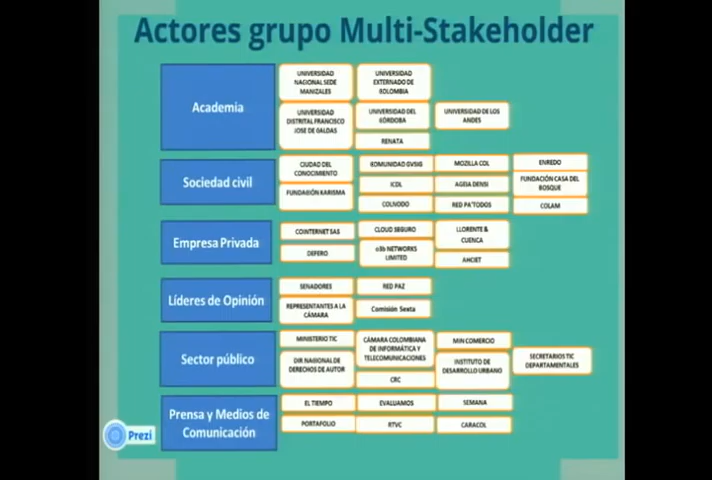 Actores grupo Multi-Stakeholder
Academia
UNIVERSIDAD
NACIONAL SEDE
MANIZALES
UNIVERSIDAD
EXTERNADO DE
KOLOMBIA
UNIVERSIDAD
DISTRITAL FRANCISCO
JOSE DE CALDAS
UNIVERSIDAD DEL
KÓRDOBA
UNIVERSIDAD DE LOS
ANDES
RENATA
Sociedad civil
CIUDAD DEL
CONOCIMIENTO
KOMUNIDAD GVSIG
MOZILLA COL
ENREDO
FUNDACIÓN KARISMA
ICDL
AGEIA DENSI
FUNDACIÓN CASA DEL
BOSQUE
COLNODO
RED PA'TODOS
COLAM
Empresa Privada
COINTERNET SAS
CLOUD SEGURO
LLORENTE &
CUENCA
DEFERO
o3b NETWORKS
LIMITED
AHCIET
Líderes de Opinión
SENADORES
RED PAZ
REPRESENTANTES A LA
CÁMARA
Comisión Sexta
Sector público
MINISTERIO TIC
CÁMARA COLOMBIANA
DE INFORMÁTICA Y
TELECOMUNICACIONES
MIN COMERCIO
SECRETARIOS TIC
DEPARTAMENTALES
DIR NACIONAL DE
DERECHOS DE AUTOR
CRC
INSTITUTO DE
DESARROLLO URBANO
Prensa y Medios de
Comunicación
EL TIEMPO
EVALUAMOS
SEMANA
PORTAFOLIO
RTVC
CARACOL
Prezi